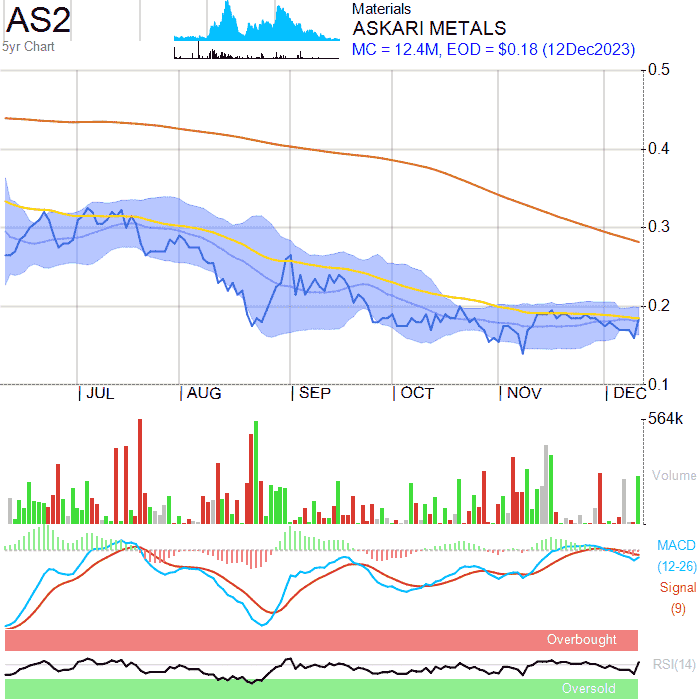 AS2
5yr Chart
Materials
ASKARI METALS
MC = 12.4M, EOD = $0.18 (12Dec2023)
0.5
0.4
0.3
0.2
0.1
JUL AUG SEP OCT NOV DEC
564k
Volume
MACD
(12-26)
Signal
(9)
Overbought
RSI(14)
Oversold